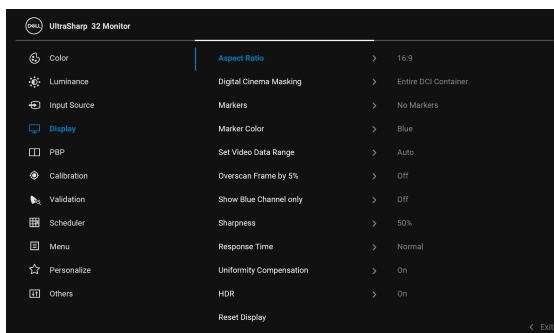 DELL UltraSharp 32 Monitor
Color Aspect Ratio > 16:9
Luminance Digital Cinema Masking > Entire DCI Container
Input Source Markers > No Markers
Display Marker Color > Blue
PBP Set Video Data Range > Auto
Calibration Overscan Frame by 5% > Off
Validation Show Blue Channel only > Off
Scheduler Sharpness > 50%
Menu Response Time > Normal
Personalize Uniformity Compensation > On
Others HDR > On
Reset Display
< Exit